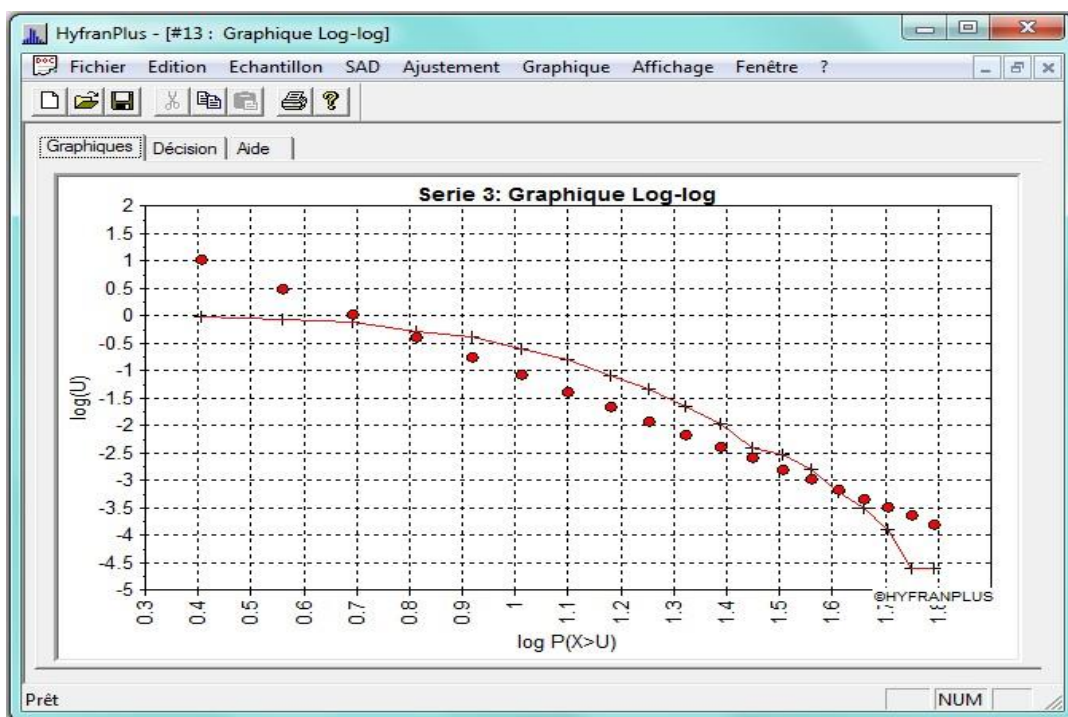 HyfranPlus - [#13 : Graphique Log-log]
Fichier Edition Echantillon SAD Ajustement Graphique Affichage Fenêtre ?
Graphiques Décision Aide
Serie 3: Graphique Log-log
2
1.5
1
0.5
0
-0.5
-1
-1.5
-2
-2.5
-3
-3.5
-4
-4.5
-5
log(U)
0.3 0.4 0.5 0.6 0.7 0.8 0.9 1 1.1 1.2 1.3 1.4 1.5 1.6 1.7 1.8
©HYFRANPLUS
log P(X>U)
Prêt NUM